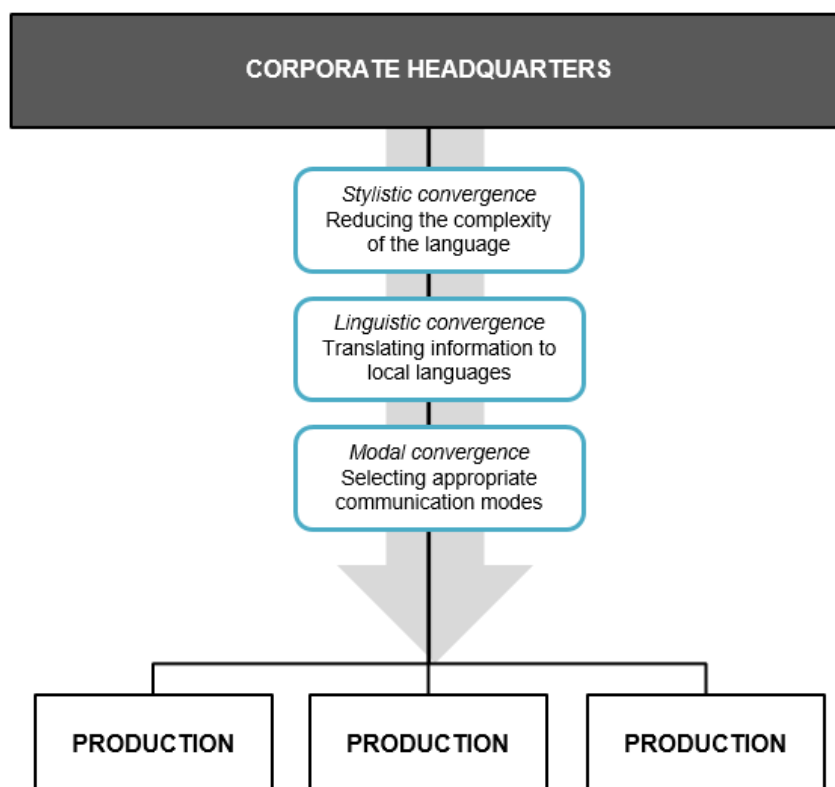 CORPORATE HEADQUARTERS
Stylistic convergence
Reducing the complexity
of the language
Linguistic convergence
Translating information to
local languages
Modal convergence
Selecting appropriate
communication modes
PRODUCTION
PRODUCTION
PRODUCTION